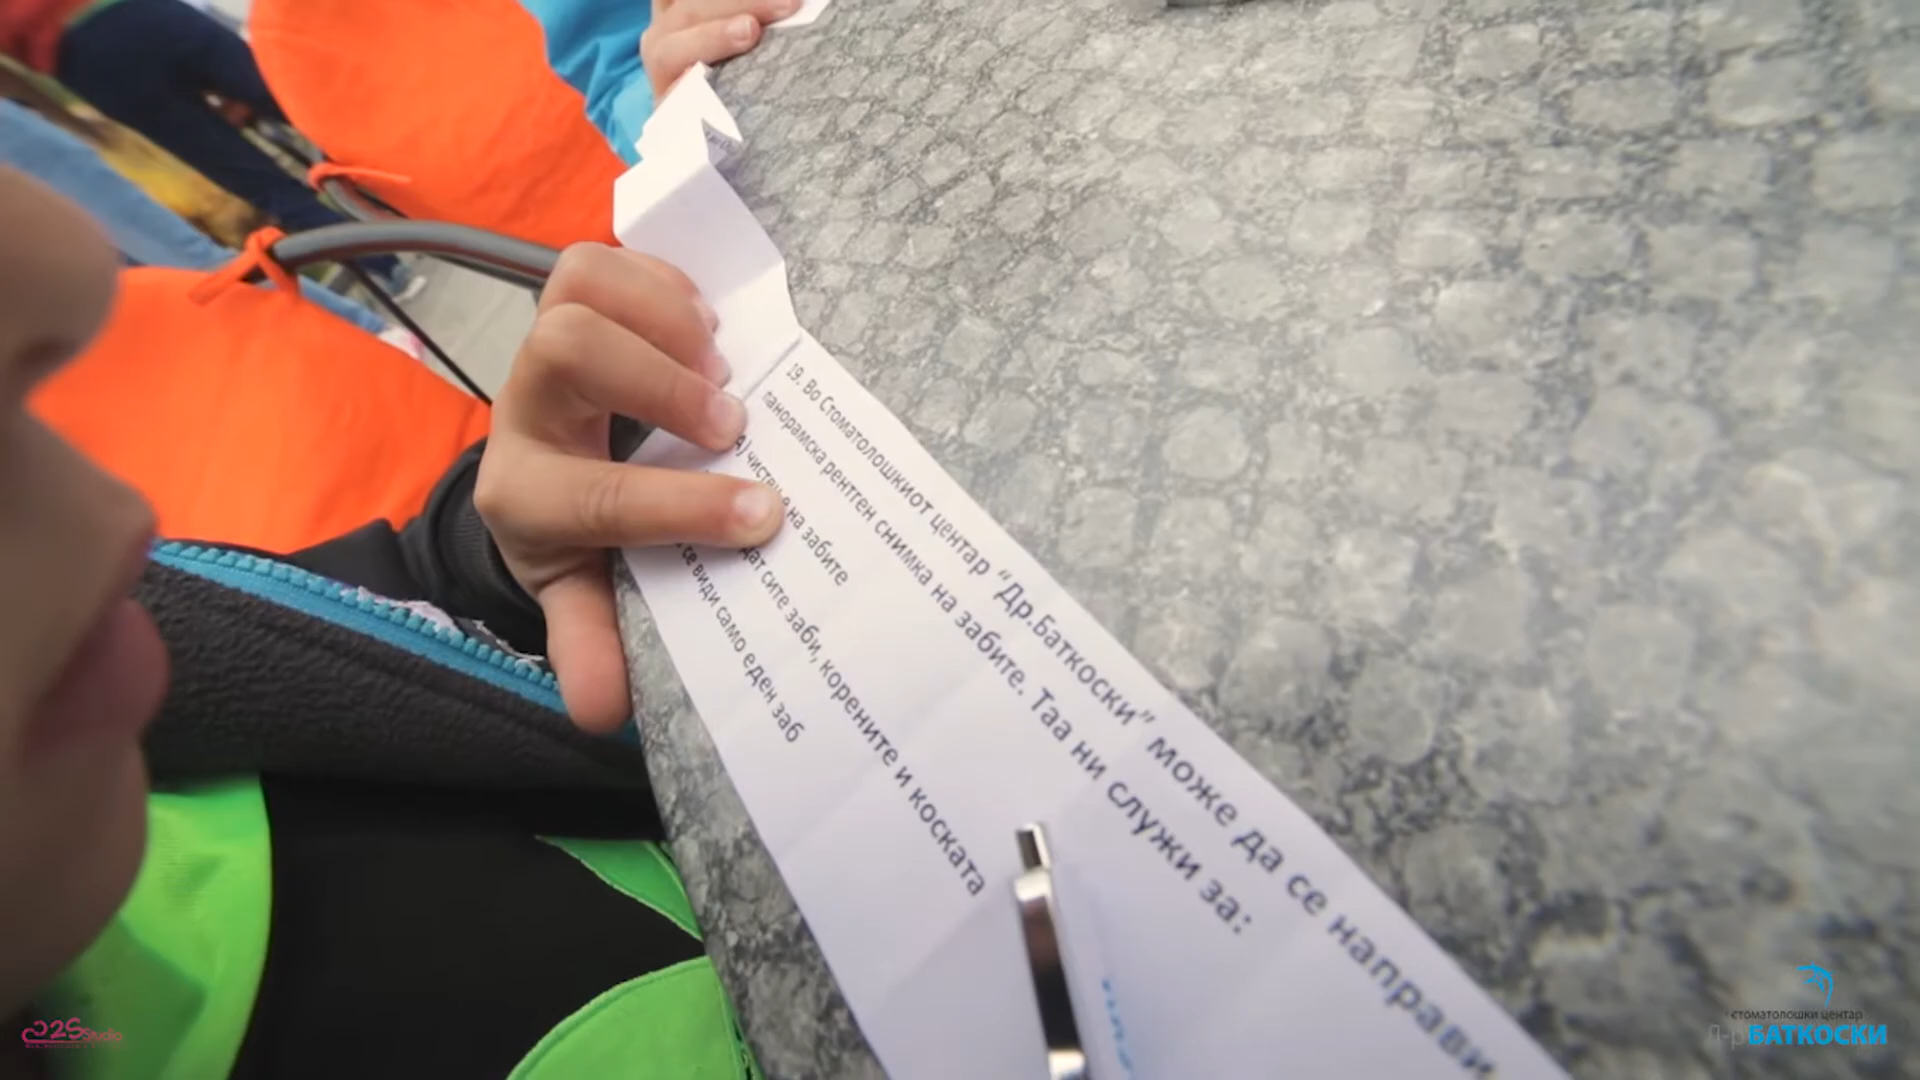 19. Во Стоматолошкиот центар “Др.Баткоски” може да се направи
панорамска рентген снимка на забите. Таа ни служи за:
А) чистење на забите
дат сите заби, корените и коската
се види само еден заб
2S Studio
стоматолошки центар
Д-р БАТКОСКИ